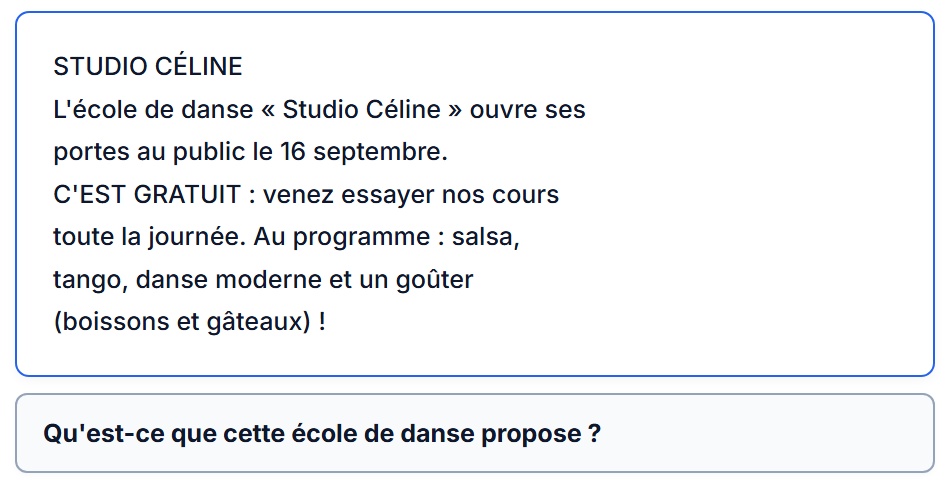 STUDIO CÉLINE
L'école de danse « Studio Céline » ouvre ses
portes au public le 16 septembre.
C'EST GRATUIT : venez essayer nos cours
toute la journée. Au programme : salsa,
tango, danse moderne et un goûter
(boissons et gâteaux) !
Qu'est-ce que cette école de danse propose ?